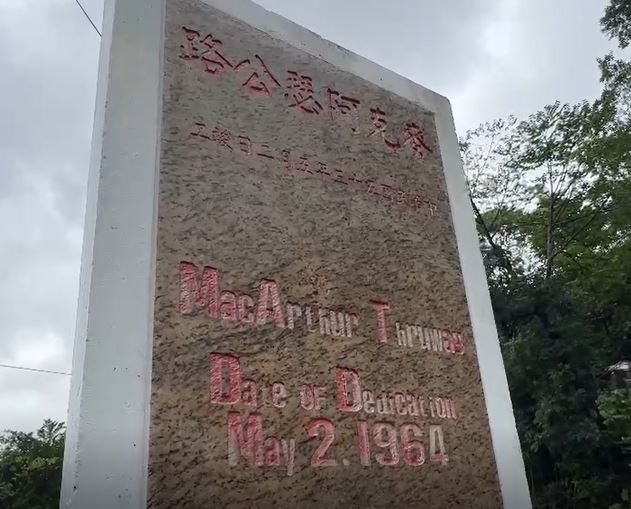 麥克阿瑟公路
中華民國五十三年五月二日竣工
MacArthur Thruway
Date of Dedication
May 2. 1964